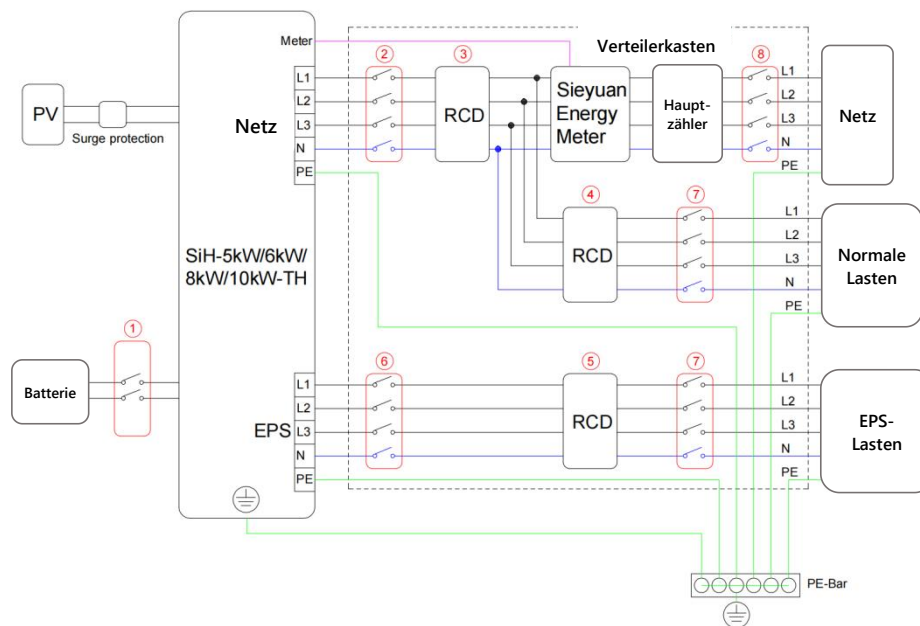 Meter
②
③
Verteilerkasten
⑧
L1
L2
L3
N
PE
Netz
RCD
Sieyuan
Energy
Meter
Haupt-
zähler
L1
L2
L3
N
PE
Netz
PV
Surge protection
④
⑦
RCD
L1
L2
L3
N
PE
Normale
Lasten
SiH-5kW/6kW/
8kW/10kW-TH
①
Batterie
⑥
⑤
⑦
L1
L2
L3
N
PE
EPS
RCD
L1
L2
L3
N
PE
EPS-
Lasten
PE-Bar